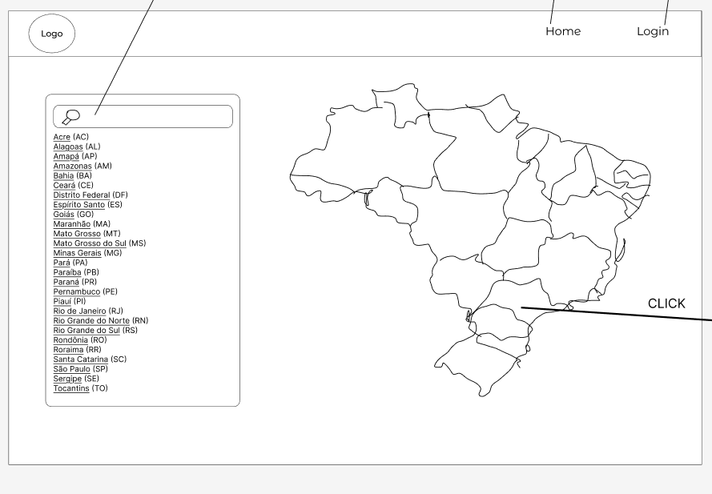 Logo
Home
Login
Acre (AC)
Alagoas (AL)
Amapá (AP)
Amazonas (AM)
Bahia (BA)
Ceará (CE)
Distrito Federal (DF)
Espírito Santo (ES)
Goiás (GO)
Maranhão (MA)
Mato Grosso (MT)
Mato Grosso do Sul (MS)
Minas Gerais (MG)
Pará (PA)
Paraíba (PB)
Paraná (PR)
Pernambuco (PE)
Piauí (PI)
Rio de Janeiro (RJ)
Rio Grande do Norte (RN)
Rio Grande do Sul (RS)
Rondônia (RO)
Roraima (RR)
Santa Catarina (SC)
São Paulo (SP)
Sergipe (SE)
Tocantins (TO)
CLICK